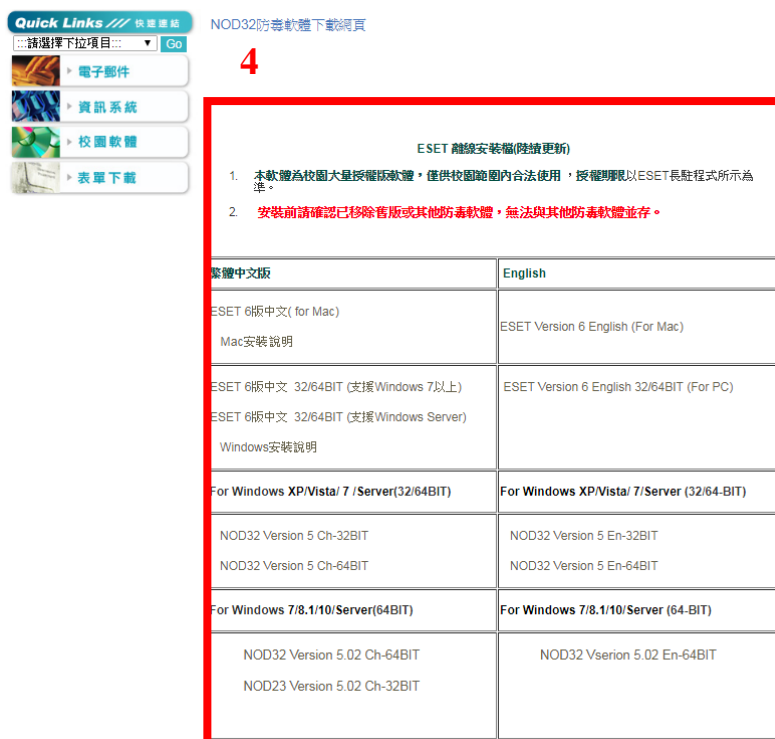 Quick Links /// 快速連結
:::請選擇下拉項目:::
Go
電子郵件
資訊系統
校園軟體
表單下載
NOD32防毒軟體下載網頁
4
ESET 離線安裝檔(陸續更新)
1. 本軟體為校園大量授權版軟體，僅供校園範圍內合法使用 ，授權期限以ESET長駐程式所示為
準。
2. 安裝前請確認已移除舊版或其他防毒軟體，無法與其他防毒軟體並存。
繁體中文版
English
ESET 6版中文( for Mac)
Mac安裝說明
ESET Version 6 English (For Mac)
ESET 6版中文 32/64BIT (支援Windows 7以上)
ESET 6版中文 32/64BIT (支援Windows Server)
Windows安裝說明
ESET Version 6 English 32/64BIT (For PC)
For Windows XP/Vista/ 7 /Server(32/64BIT)
For Windows XP/Vista/ 7/Server (32/64-BIT)
NOD32 Version 5 Ch-32BIT
NOD32 Version 5 Ch-64BIT
NOD32 Version 5 En-32BIT
NOD32 Version 5 En-64BIT
For Windows 7/8.1/10/Server(64BIT)
For Windows 7/8.1/10/Server (64-BIT)
NOD32 Version 5.02 Ch-64BIT
NOD23 Version 5.02 Ch-32BIT
NOD32 Vserion 5.02 En-64BIT